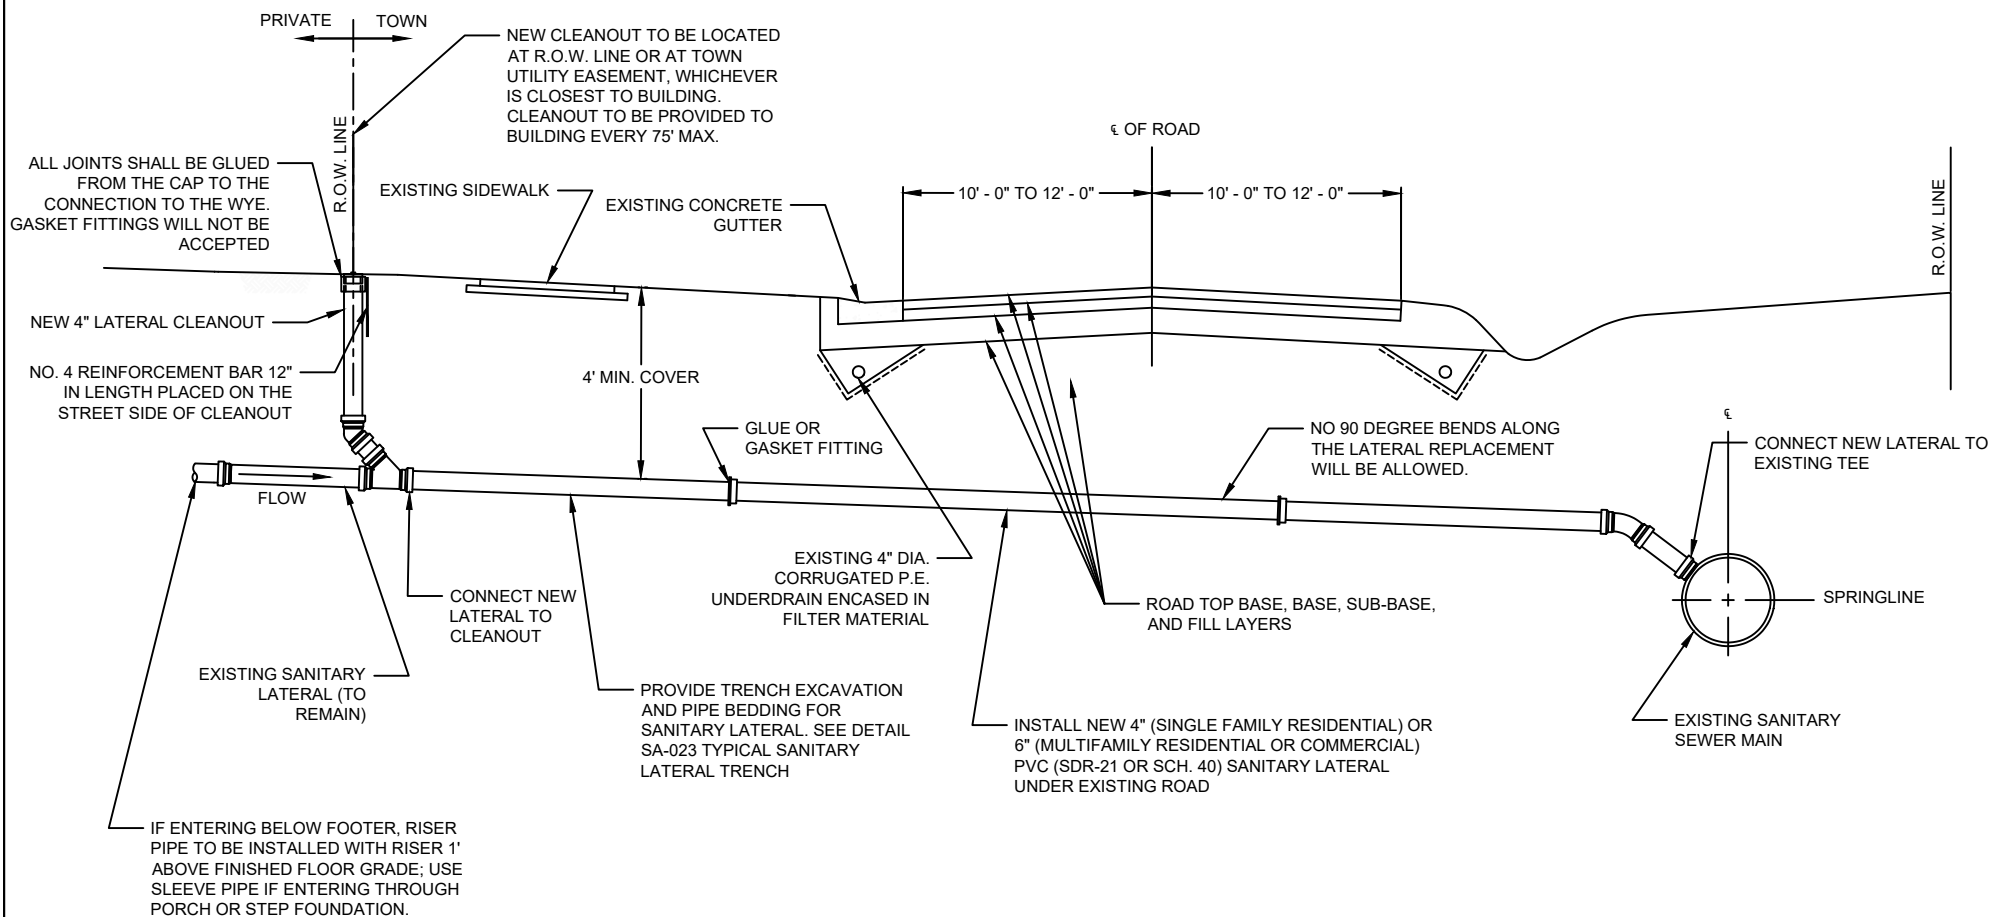 PRIVATE
TOWN
NEW CLEANOUT TO BE LOCATED
AT R.O.W. LINE OR AT TOWN
UTILITY EASEMENT, WHICHEVER
IS CLOSEST TO BUILDING.
CLEANOUT TO BE PROVIDED TO
BUILDING EVERY 75' MAX.
R.O.W. LINE
ALL JOINTS SHALL BE GLUED
FROM THE CAP TO THE
CONNECTION TO THE WYE.
GASKET FITTINGS WILL NOT BE
ACCEPTED
EXISTING SIDEWALK
EXISTING CONCRETE
GUTTER
℄ OF ROAD
10' - 0" TO 12' - 0"
10' - 0" TO 12' - 0"
R.O.W. LINE
NEW 4" LATERAL CLEANOUT
NO. 4 REINFORCEMENT BAR 12"
IN LENGTH PLACED ON THE
STREET SIDE OF CLEANOUT
4' MIN. COVER
GLUE OR
GASKET FITTING
NO 90 DEGREE BENDS ALONG
THE LATERAL REPLACEMENT
WILL BE ALLOWED.
℄
CONNECT NEW LATERAL TO
EXISTING TEE
FLOW
EXISTING 4" DIA.
CORRUGATED P.E.
UNDERDRAIN ENCASED IN
FILTER MATERIAL
CONNECT NEW
LATERAL TO
CLEANOUT
ROAD TOP BASE, BASE, SUB-BASE,
AND FILL LAYERS
SPRINGLINE
EXISTING SANITARY
LATERAL (TO
REMAIN)
PROVIDE TRENCH EXCAVATION
AND PIPE BEDDING FOR
SANITARY LATERAL. SEE DETAIL
SA-023 TYPICAL SANITARY
LATERAL TRENCH
INSTALL NEW 4" (SINGLE FAMILY RESIDENTIAL) OR
6" (MULTIFAMILY RESIDENTIAL OR COMMERCIAL)
PVC (SDR-21 OR SCH. 40) SANITARY LATERAL
UNDER EXISTING ROAD
EXISTING SANITARY
SEWER MAIN
IF ENTERING BELOW FOOTER, RISER
PIPE TO BE INSTALLED WITH RISER 1'
ABOVE FINISHED FLOOR GRADE; USE
SLEEVE PIPE IF ENTERING THROUGH
PORCH OR STEP FOUNDATION.